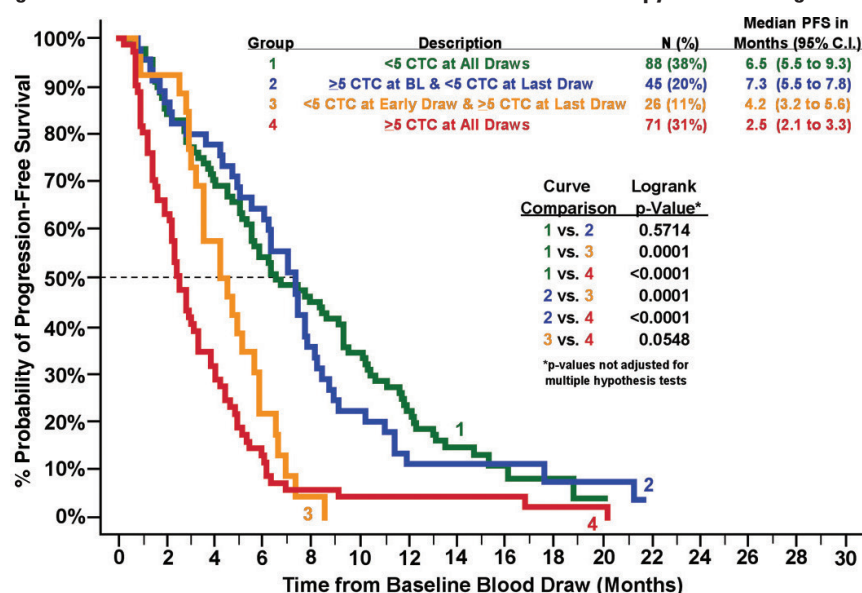 Median PFS in
Group Description N (%) Months (95% C.I.)
1 <5 CTC at All Draws 88 (38%) 6.5 (5.5 to 9.3)
2 ≥5 CTC at BL & <5 CTC at Last Draw 45 (20%) 7.3 (5.5 to 7.8)
3 <5 CTC at Early Draw & ≥5 CTC at Last Draw 26 (11%) 4.2 (3.2 to 5.6)
4 ≥5 CTC at All Draws 71 (31%) 2.5 (2.1 to 3.3)
Curve Logrank
Comparison p-Value*
1 vs. 2 0.5714
1 vs. 3 0.0001
1 vs. 4 <0.0001
2 vs. 3 0.0001
2 vs. 4 <0.0001
3 vs. 4 0.0548
*p-values not adjusted for
multiple hypothesis tests
% Probability of Progression-Free Survival
100%
90%
80%
70%
60%
50%
40%
30%
20%
10%
0%
1
2
3
4
0 2 4 6 8 10 12 14 16 18 20 22 24 26 28 30
Time from Baseline Blood Draw (Months)